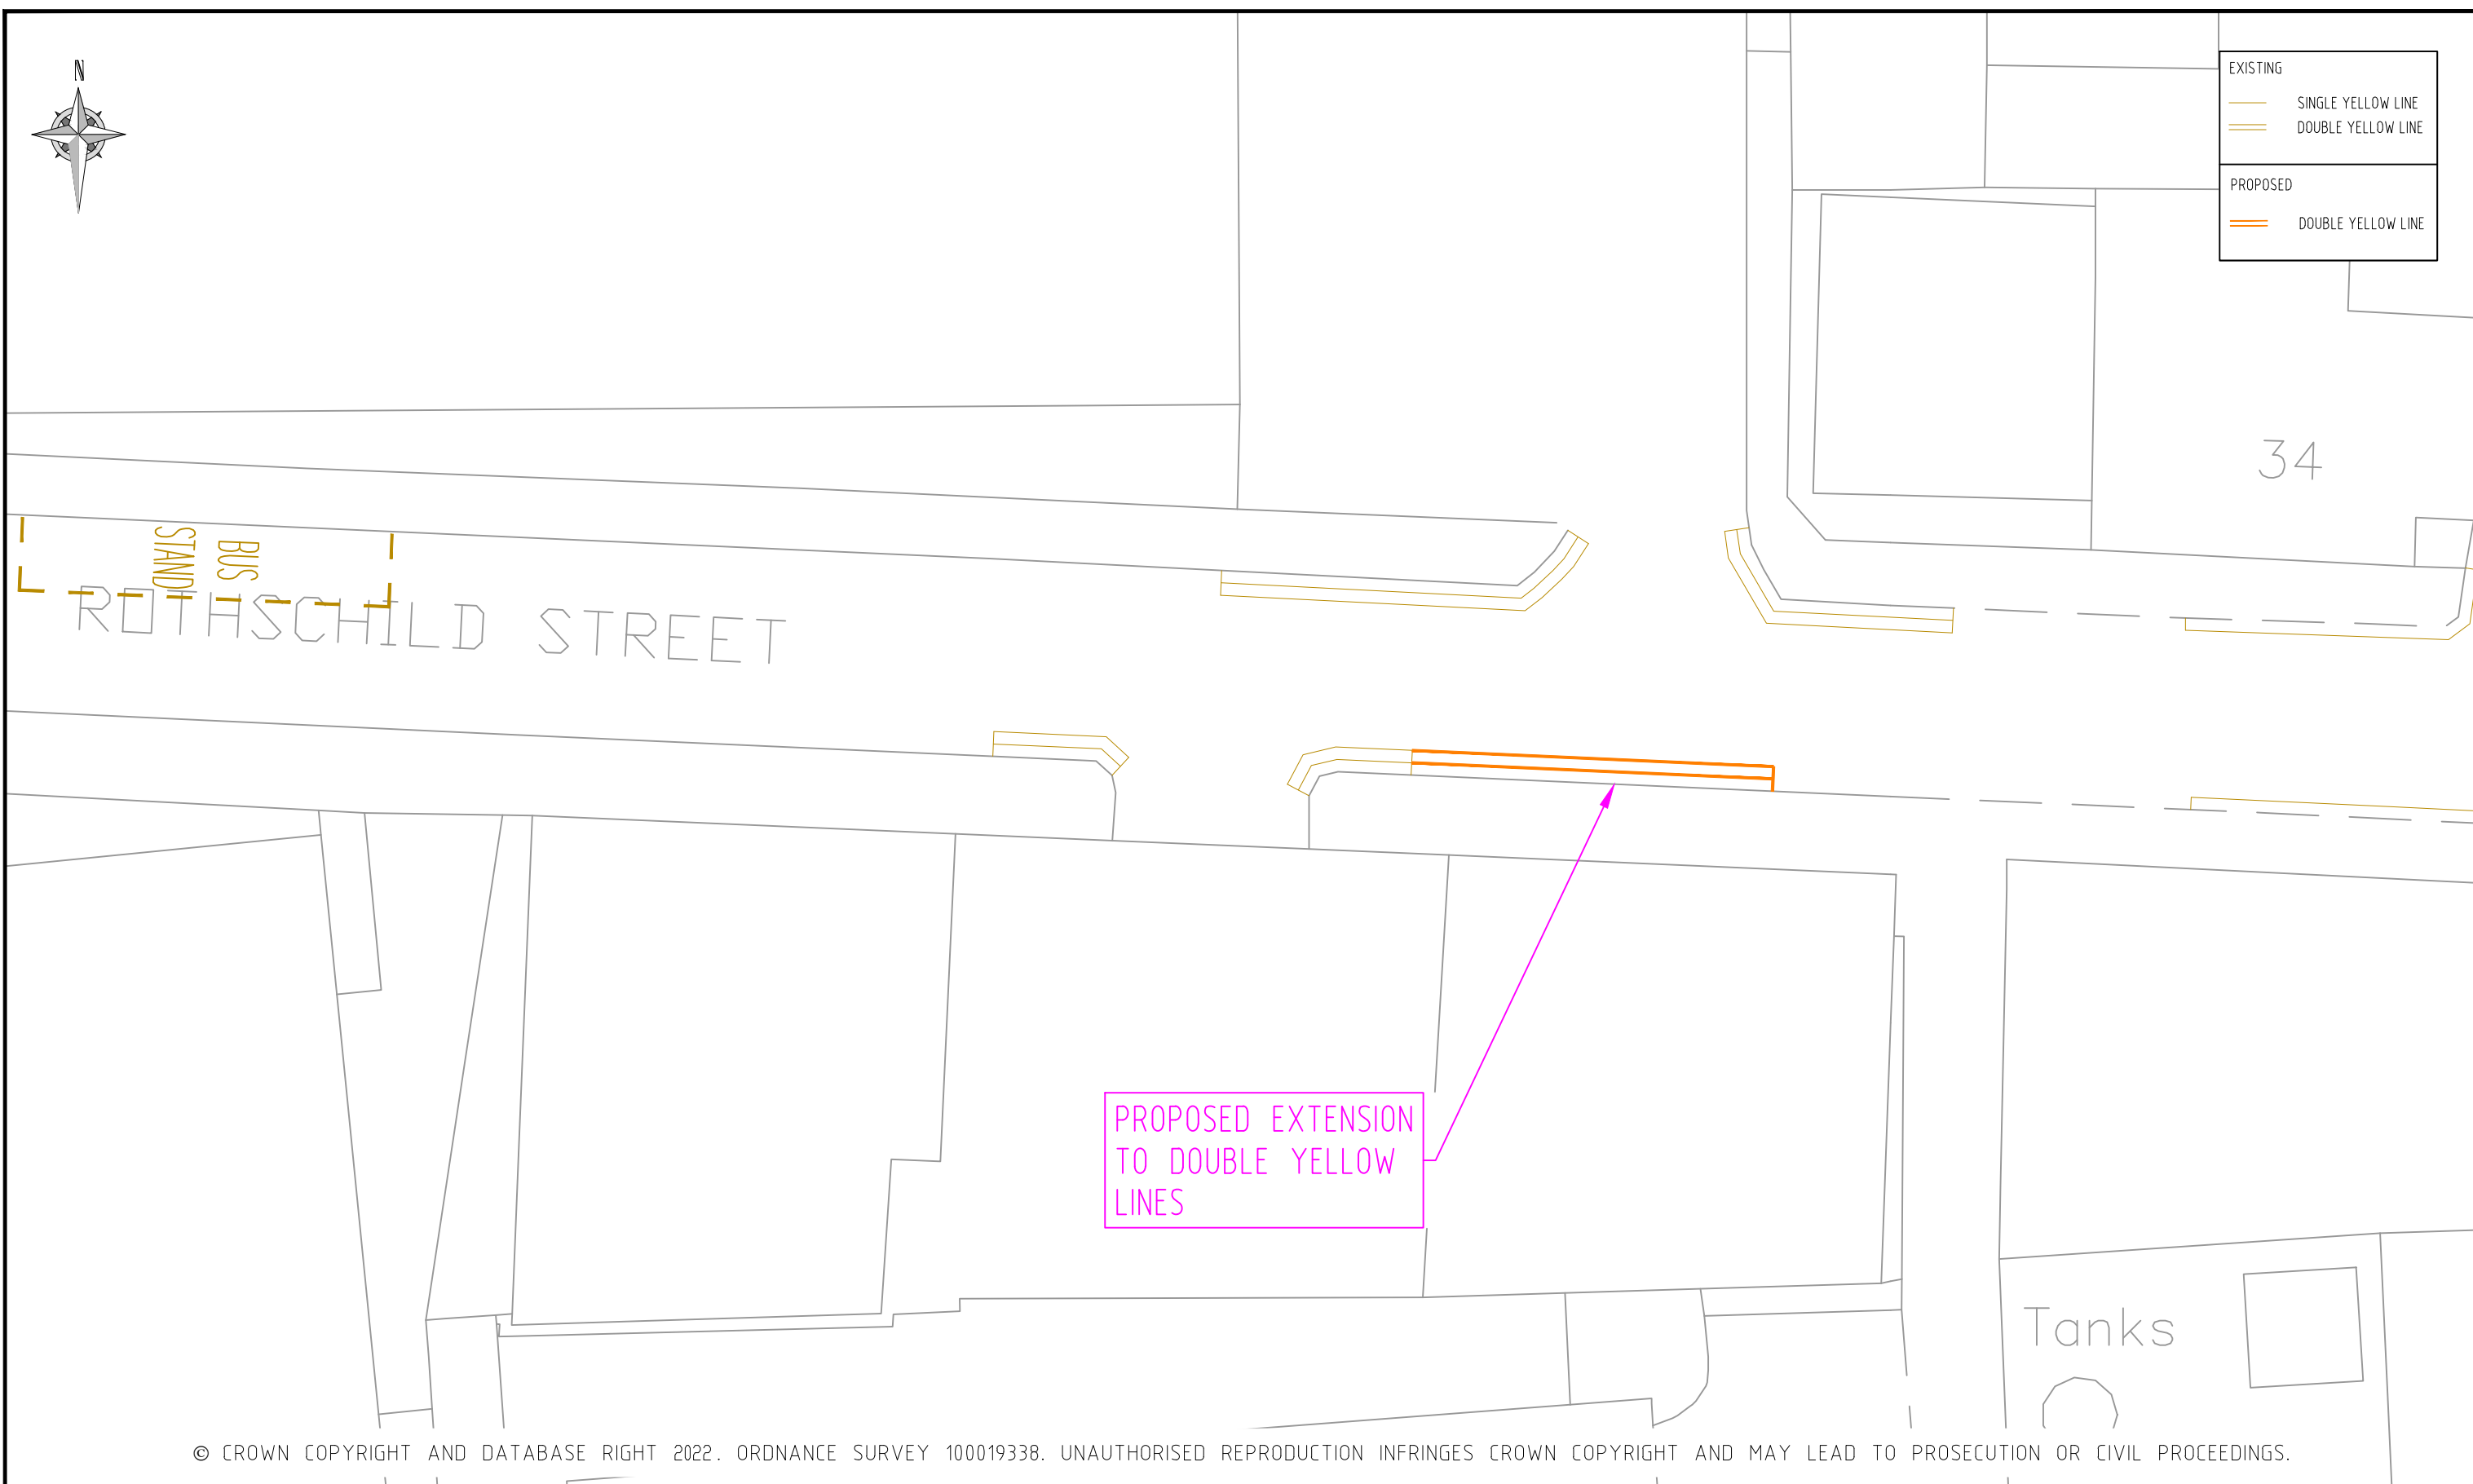 N
EXISTING
SINGLE YELLOW LINE
DOUBLE YELLOW LINE
PROPOSED
DOUBLE YELLOW LINE
34
BUS
STAND
ROTHSCHILD STREET
PROPOSED EXTENSION
TO DOUBLE YELLOW
LINES
Tanks
© CROWN COPYRIGHT AND DATABASE RIGHT 2022. ORDNANCE SURVEY 100019338. UNAUTHORISED REPRODUCTION INFRINGES CROWN COPYRIGHT AND MAY LEAD TO PROSECUTION OR CIVIL PROCEEDINGS.